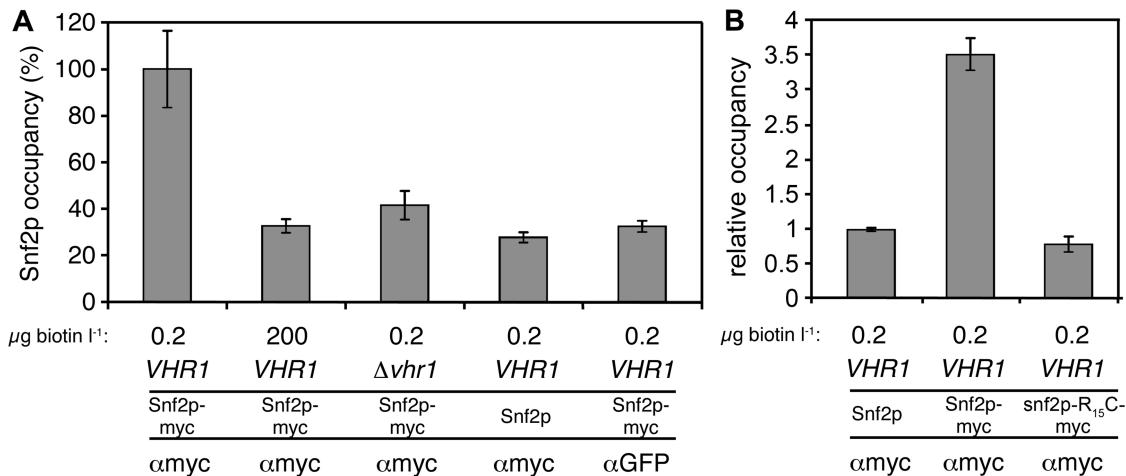 A
Snf2p occupancy (%)
120
100
80
60
40
20
0
µg biotin l⁻¹: 0.2 200 0.2 0.2 0.2
VHR1 VHR1 Δvhr1 VHR1 VHR1
Snf2p-myc Snf2p-myc Snf2p-myc Snf2p Snf2p-myc
αmyc αmyc αmyc αmyc αGFP
B
relative occupancy
4
3.5
3
2.5
2
1.5
1
0.5
0
µg biotin l⁻¹: 0.2 0.2 0.2
VHR1 VHR1 VHR1
Snf2p Snf2p-myc snf2p-R₁₅C-myc
αmyc αmyc αmyc